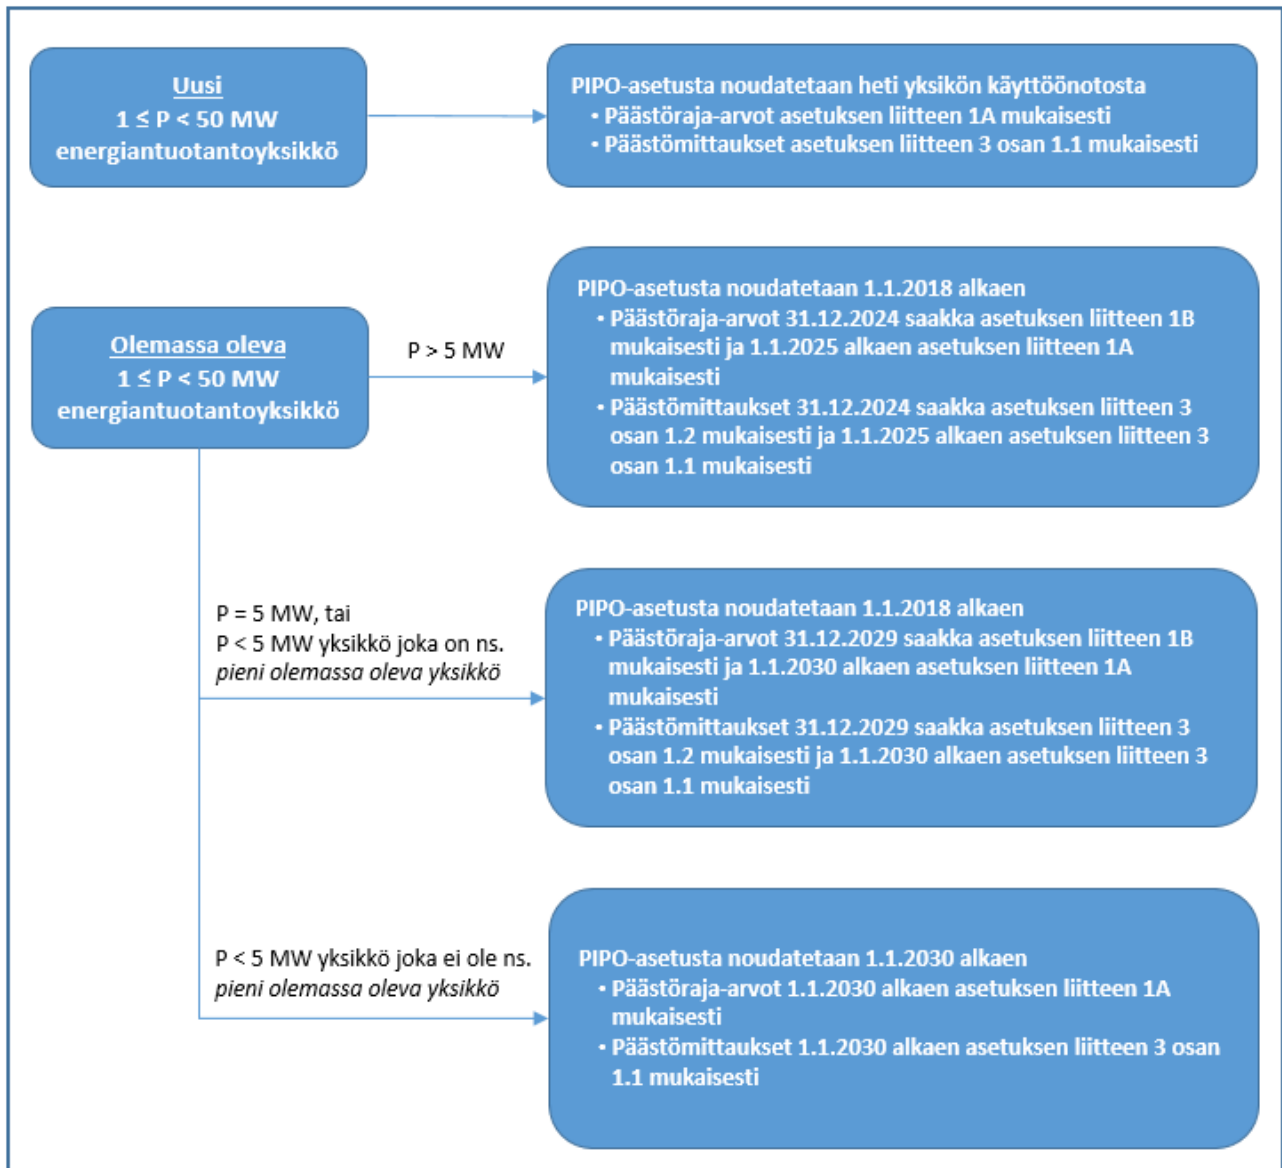 Uusi
1 ≤ P < 50 MW
energiantuotantoyksikkö
PIPO-asetusta noudatetaan heti yksikön käyttöönotosta
• Päästöraja-arvot asetuksen liitteen 1A mukaisesti
• Päästömittaukset asetuksen liitteen 3 osan 1.1 mukaisesti
Olemassa oleva
1 ≤ P < 50 MW
energiantuotantoyksikkö
P > 5 MW
PIPO-asetusta noudatetaan 1.1.2018 alkaen
• Päästöraja-arvot 31.12.2024 saakka asetuksen liitteen 1B
mukaisesti ja 1.1.2025 alkaen asetuksen liitteen 1A
mukaisesti
• Päästömittaukset 31.12.2024 saakka asetuksen liitteen 3
osan 1.2 mukaisesti ja 1.1.2025 alkaen asetuksen liitteen 3
osan 1.1 mukaisesti
P = 5 MW, tai
P < 5 MW yksikkö joka on ns.
pieni olemassa oleva yksikkö
PIPO-asetusta noudatetaan 1.1.2018 alkaen
• Päästöraja-arvot 31.12.2029 saakka asetuksen liitteen 1B
mukaisesti ja 1.1.2030 alkaen asetuksen liitteen 1A
mukaisesti
• Päästömittaukset 31.12.2029 saakka asetuksen liitteen 3
osan 1.2 mukaisesti ja 1.1.2030 alkaen asetuksen liitteen 3
osan 1.1 mukaisesti
P < 5 MW yksikkö joka ei ole ns.
pieni olemassa oleva yksikkö
PIPO-asetusta noudatetaan 1.1.2030 alkaen
• Päästöraja-arvot 1.1.2030 alkaen asetuksen liitteen 1A
mukaisesti
• Päästömittaukset 1.1.2030 alkaen asetuksen liitteen 3 osan
1.1 mukaisesti